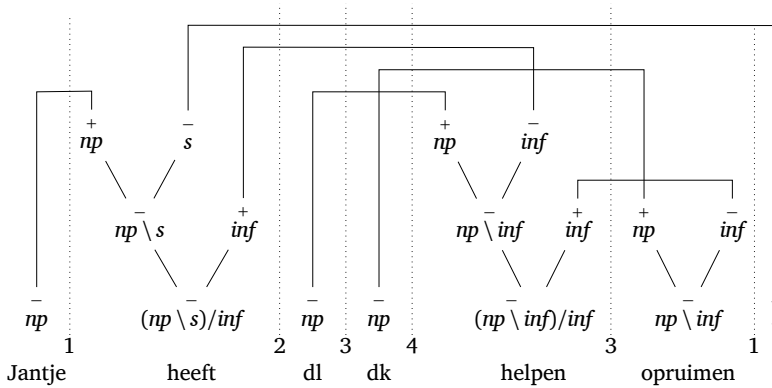 + − + −
np s np inf
− + − + + −
np \ s inf np \ inf inf np inf
− − − − − −
np (np \ s)/inf np np (np \ inf)/inf np \ inf
1 2 3 4 3 1
Jantje heeft dl dk helpen opruimen